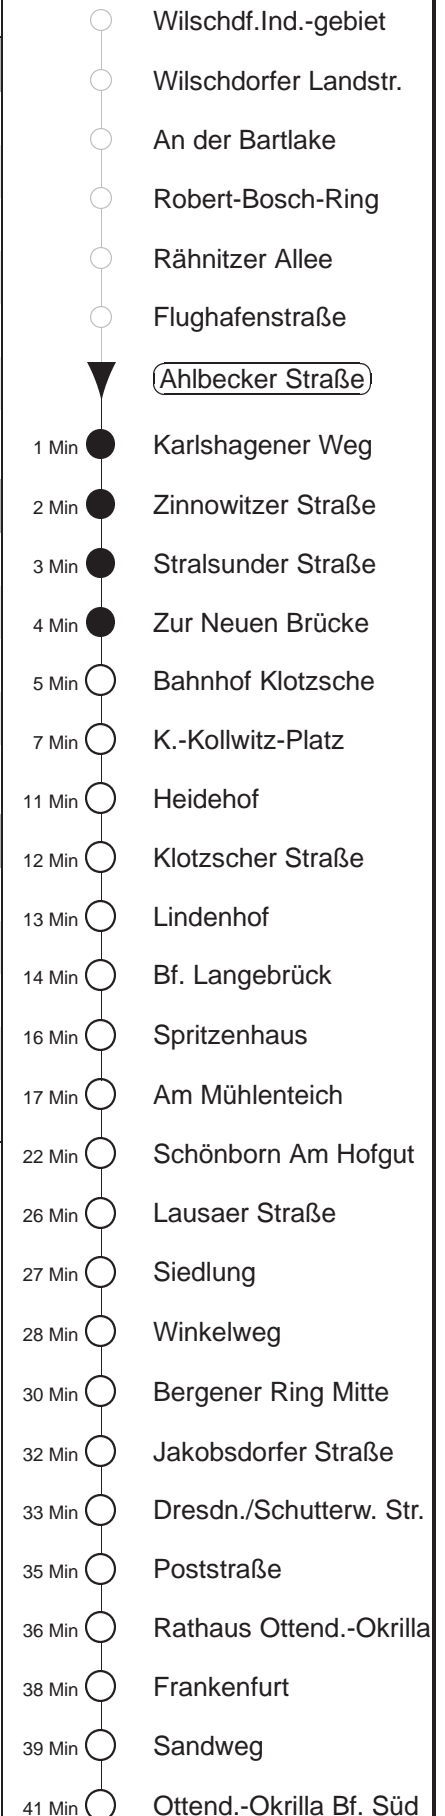 Wilschdf.Ind.-gebiet
Wilschdorfer Landstr.
An der Bartlake
Robert-Bosch-Ring
Rähnitzer Allee
Flughafenstraße
Ahlbecker Straße
1 Min Karlshagener Weg
2 Min Zinnowitzer Straße
3 Min Stralsunder Straße
4 Min Zur Neuen Brücke
5 Min Bahnhof Klotzsche
7 Min K.-Kollwitz-Platz
11 Min Heidehof
12 Min Klotzscher Straße
13 Min Lindenhof
14 Min Bf. Langebrück
16 Min Spritzenhaus
17 Min Am Mühlenteich
22 Min Schönborn Am Hofgut
26 Min Lausaer Straße
27 Min Siedlung
28 Min Winkelweg
30 Min Bergener Ring Mitte
32 Min Jakobsdorfer Straße
33 Min Dresdn./Schutterw. Str.
35 Min Poststraße
36 Min Rathaus Ottend.-Okrilla
38 Min Frankenfurt
39 Min Sandweg
41 Min Ottend.-Okrilla Bf. Süd